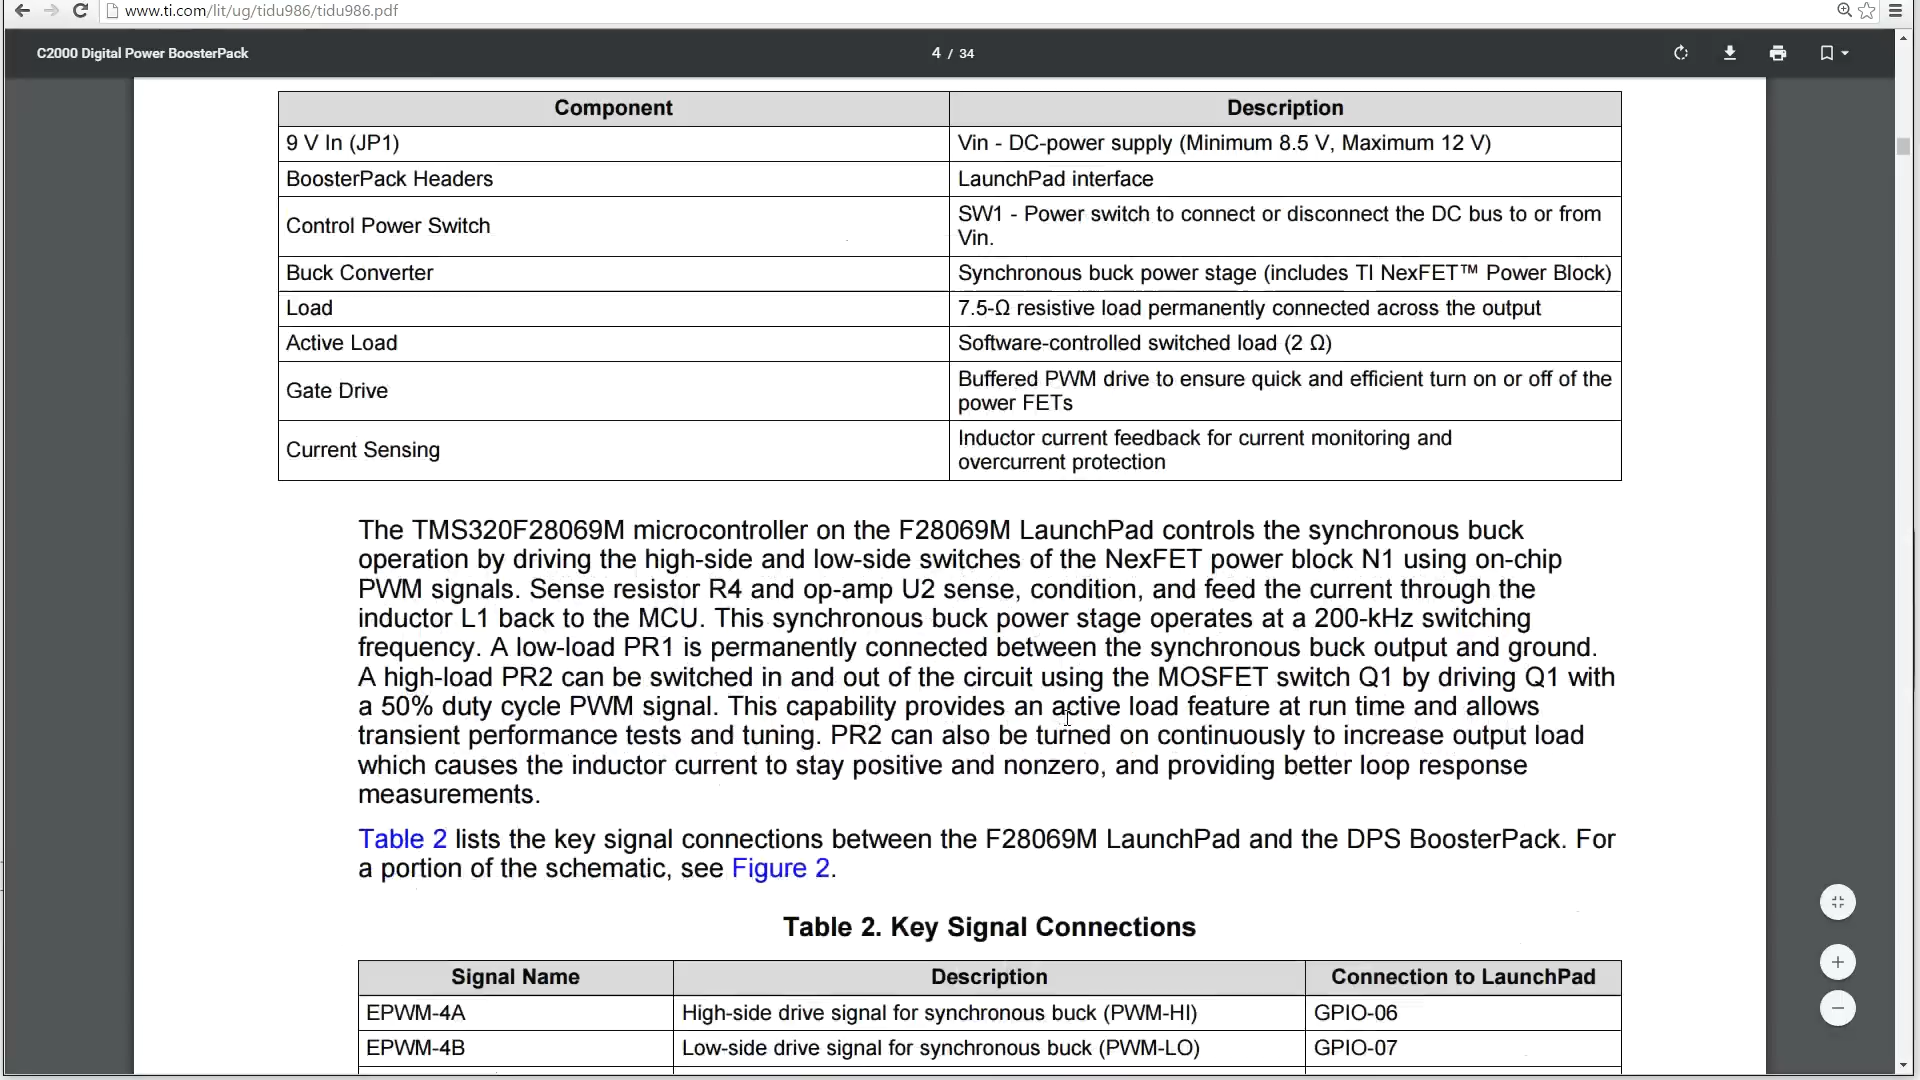 www.ti.com/lit/ug/tidu986/tidu986.pdf
C2000 Digital Power BoosterPack
4 / 34
Component Description
9 V In (JP1) Vin - DC-power supply (Minimum 8.5 V, Maximum 12 V)
BoosterPack Headers LaunchPad interface
Control Power Switch SW1 - Power switch to connect or disconnect the DC bus to or from
Vin.
Buck Converter Synchronous buck power stage (includes TI NexFET™ Power Block)
Load 7.5-Ω resistive load permanently connected across the output
Active Load Software-controlled switched load (2 Ω)
Gate Drive Buffered PWM drive to ensure quick and efficient turn on or off of the
power FETs
Current Sensing Inductor current feedback for current monitoring and
overcurrent protection
The TMS320F28069M microcontroller on the F28069M LaunchPad controls the synchronous buck
operation by driving the high-side and low-side switches of the NexFET power block N1 using on-chip
PWM signals. Sense resistor R4 and op-amp U2 sense, condition, and feed the current through the
inductor L1 back to the MCU. This synchronous buck power stage operates at a 200-kHz switching
frequency. A low-load PR1 is permanently connected between the synchronous buck output and ground.
A high-load PR2 can be switched in and out of the circuit using the MOSFET switch Q1 by driving Q1 with
a 50% duty cycle PWM signal. This capability provides an active load feature at run time and allows
transient performance tests and tuning. PR2 can also be turned on continuously to increase output load
which causes the inductor current to stay positive and nonzero, and providing better loop response
measurements.
Table 2 lists the key signal connections between the F28069M LaunchPad and the DPS BoosterPack. For
a portion of the schematic, see Figure 2.
Table 2. Key Signal Connections
Signal Name Description Connection to LaunchPad
EPWM-4A High-side drive signal for synchronous buck (PWM-HI) GPIO-06
EPWM-4B Low-side drive signal for synchronous buck (PWM-LO) GPIO-07